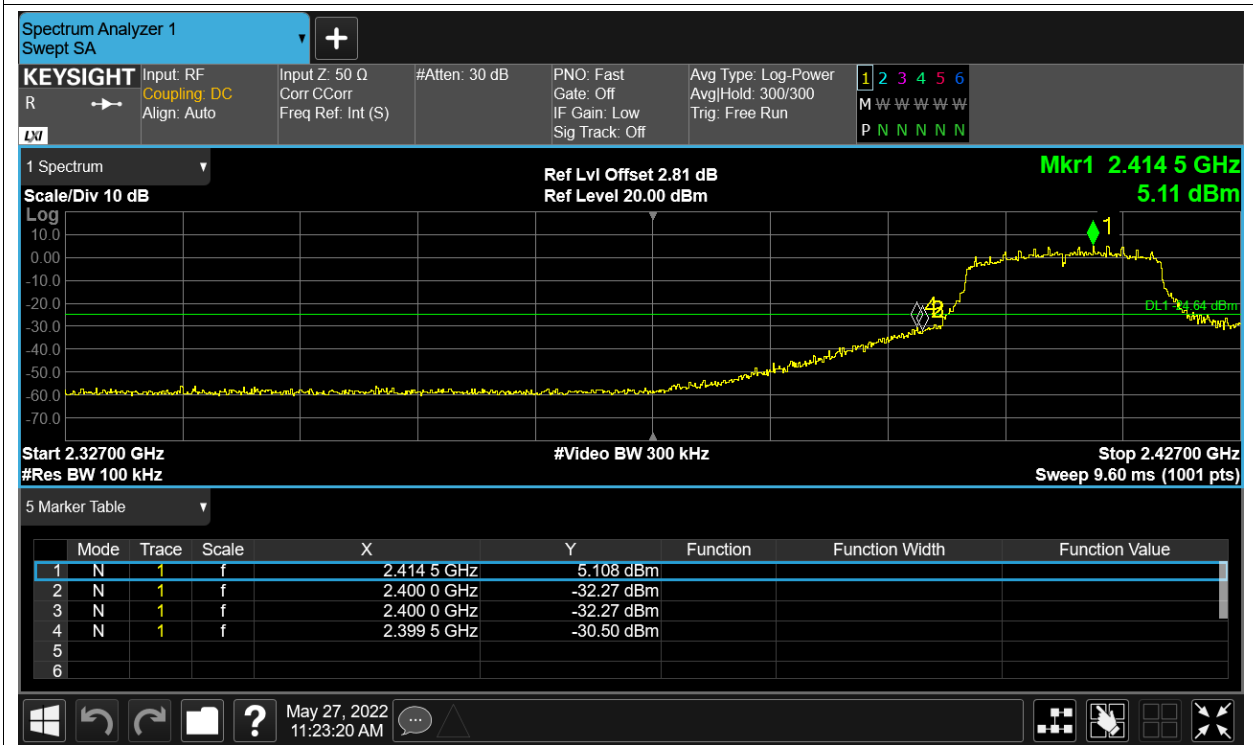 Spectrum Analyzer 1
Swept SA
KEYSIGHT Input: RF Input Z: 50 Ω #Atten: 30 dB PNO: Fast Avg Type: Log-Power 1 2 3 4 5 6
R Coupling: DC Corr CCorr Gate: Off Avg|Hold: 300/300 M W W W W W
Align: Auto Freq Ref: Int (S) IF Gain: Low Trig: Free Run
LXI Sig Track: Off P N N N N N
1 Spectrum Ref Lvl Offset 2.81 dB Mkr1 2.414 5 GHz
Scale/Div 10 dB Ref Level 20.00 dBm 5.11 dBm
Log
10.0 1
0.00
-10.0
-20.0
DL1 -24.64 dBm
-30.0
-40.0
-50.0
-60.0
-70.0
Start 2.32700 GHz #Video BW 300 kHz Stop 2.42700 GHz
#Res BW 100 kHz Sweep 9.60 ms (1001 pts)
5 Marker Table
Mode Trace Scale X Y Function Function Width Function Value
1 N 1 f 2.414 5 GHz 5.108 dBm
2 N 1 f 2.400 0 GHz -32.27 dBm
3 N 1 f 2.400 0 GHz -32.27 dBm
4 N 1 f 2.399 5 GHz -30.50 dBm
5
6
? May 27, 2022
11:23:20 AM